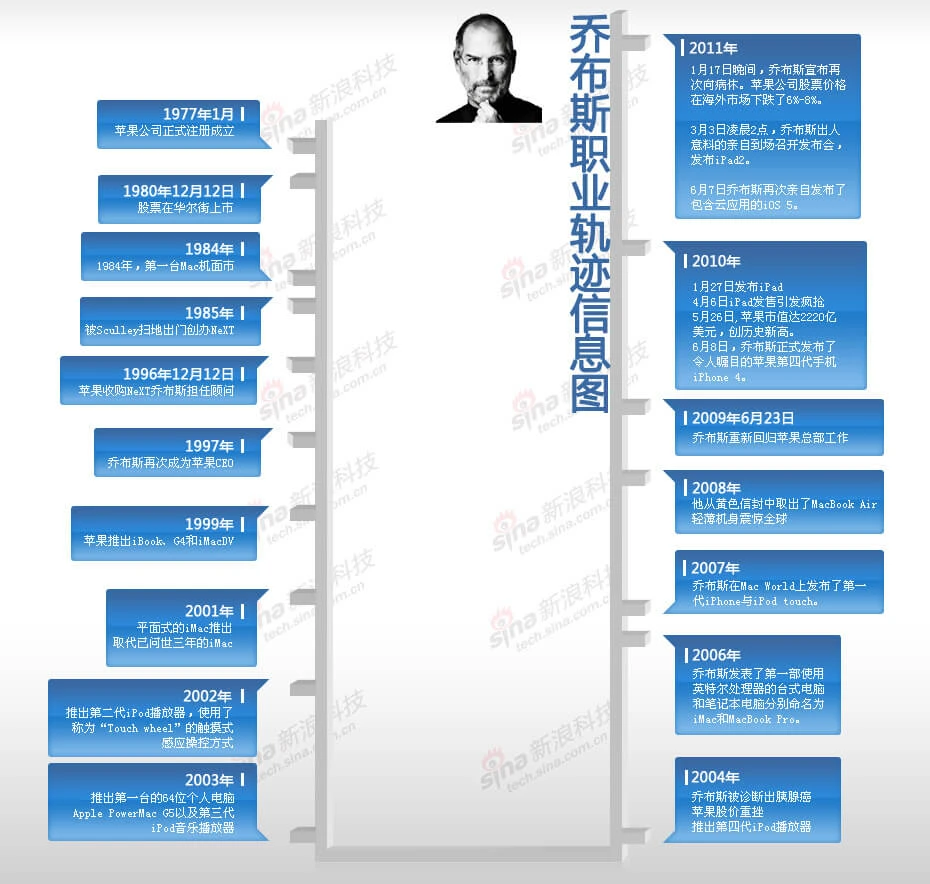 乔布斯职业轨迹信息图
1977年1月
苹果公司正式注册成立
1980年12月12日
股票在华尔街上市
1984年
1984年，第一台Mac机面市
1985年
被Sculley扫地出门创办NeXT
1996年12月12日
苹果收购NeXT乔布斯担任顾问
1997年
乔布斯再次成为苹果CEO
1999年
苹果推出iBook、G4和iMacDV
2001年
平面式的iMac推出
取代已问世三年的iMac
2002年
推出第二代iPod播放器，使用了
称为“Touch wheel”的触摸式
感应操控方式
2003年
推出第一台的64位个人电脑
Apple PowerMac G5以及第三代
iPod音乐播放器
2004年
乔布斯被诊断出胰腺癌
苹果股价重挫
推出第四代iPod播放器
2006年
乔布斯发表了第一部使用
英特尔处理器的台式电脑
和笔记本电脑分别命名为
iMac和MacBook Pro。
2007年
乔布斯在Mac World上发布了第一
代iPhone与iPod touch。
2008年
他从黄色信封中取出了MacBook Air
轻薄机身震惊全球
2009年6月23日
乔布斯重新回归苹果总部工作
2010年
1月27日发布iPad
4月6日iPad发售引发疯抢
5月26日,苹果市值达2220亿
美元，创历史新高。
6月8日，乔布斯正式发布了
令人瞩目的苹果第四代手机
iPhone 4。
2011年
1月17日晚间，乔布斯宣布再
次向病休。苹果公司股票价格
在海外市场下跌了6%-8%。
3月3日凌晨2点，乔布斯出人
意料的亲自到场召开发布会，
发布iPad2。
6月7日乔布斯再次亲自发布了
包含云应用的iOS 5。
sina新浪科技
tech.sina.com.cn